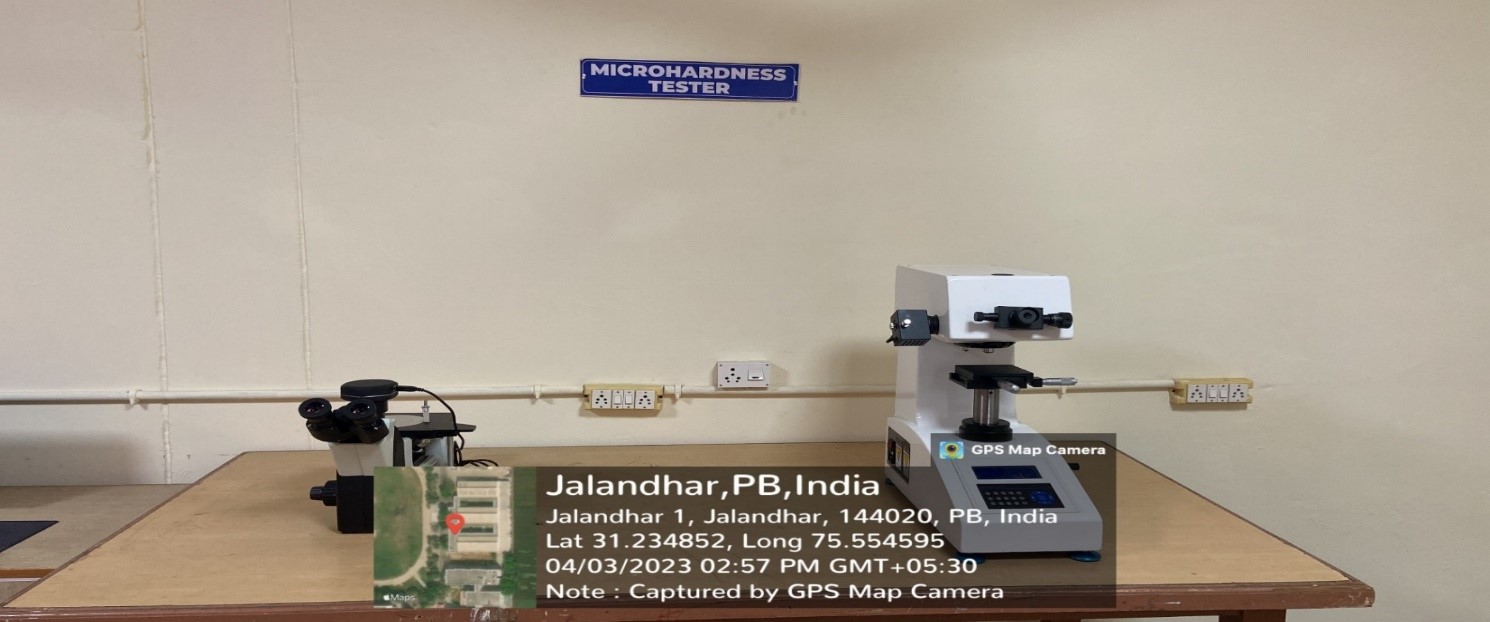 MICROHARDNESS
TESTER
GPS Map Camera
Jalandhar,PB,India
Jalandhar 1, Jalandhar, 144020, PB, India
Lat 31.234852, Long 75.554595
04/03/2023 02:57 PM GMT+05:30
Note : Captured by GPS Map Camera
Maps